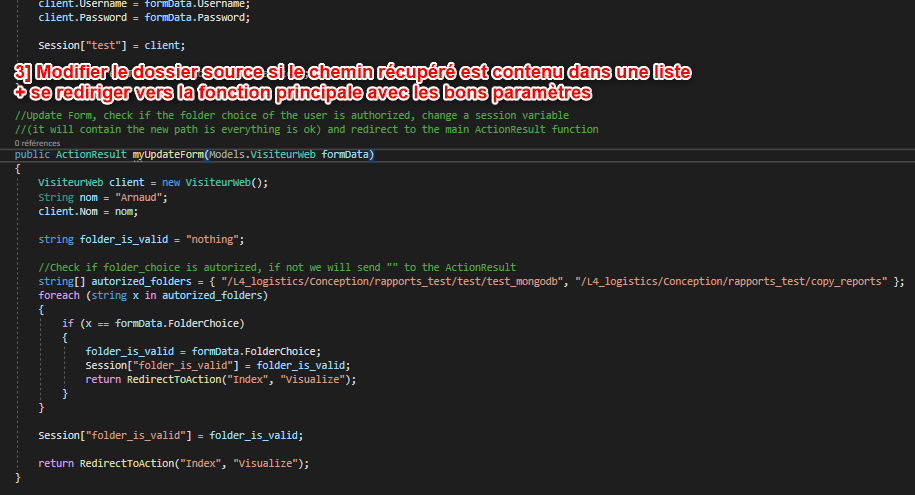 client.Username = formData.Username;
client.Password = formData.Password;
Session["test"] = client;
3] Modifier le dossier source si le chemin récupéré est contenu dans une liste
+ se rediriger vers la fonction principale avec les bons paramètres
//Update Form, check if the folder choice of the user is authorized, change a session variable
//(it will contain the new path is everything is ok) and redirect to the main ActionResult function
0 références
public ActionResult myUpdateForm(Models.VisiteurWeb formData)
{
VisiteurWeb client = new VisiteurWeb();
String nom = "Arnaud";
client.Nom = nom;
string folder_is_valid = "nothing";
//Check if folder_choice is autorized, if not we will send "" to the ActionResult
string[] autorized_folders = { "/L4_logistics/Conception/rapports_test/test/test_mongodb", "/L4_logistics/Conception/rapports_test/copy_reports" };
foreach (string x in autorized_folders)
{
if (x == formData.FolderChoice)
{
folder_is_valid = formData.FolderChoice;
Session["folder_is_valid"] = folder_is_valid;
return RedirectToAction("Index", "Visualize");
}
}
Session["folder_is_valid"] = folder_is_valid;
return RedirectToAction("Index", "Visualize");
}